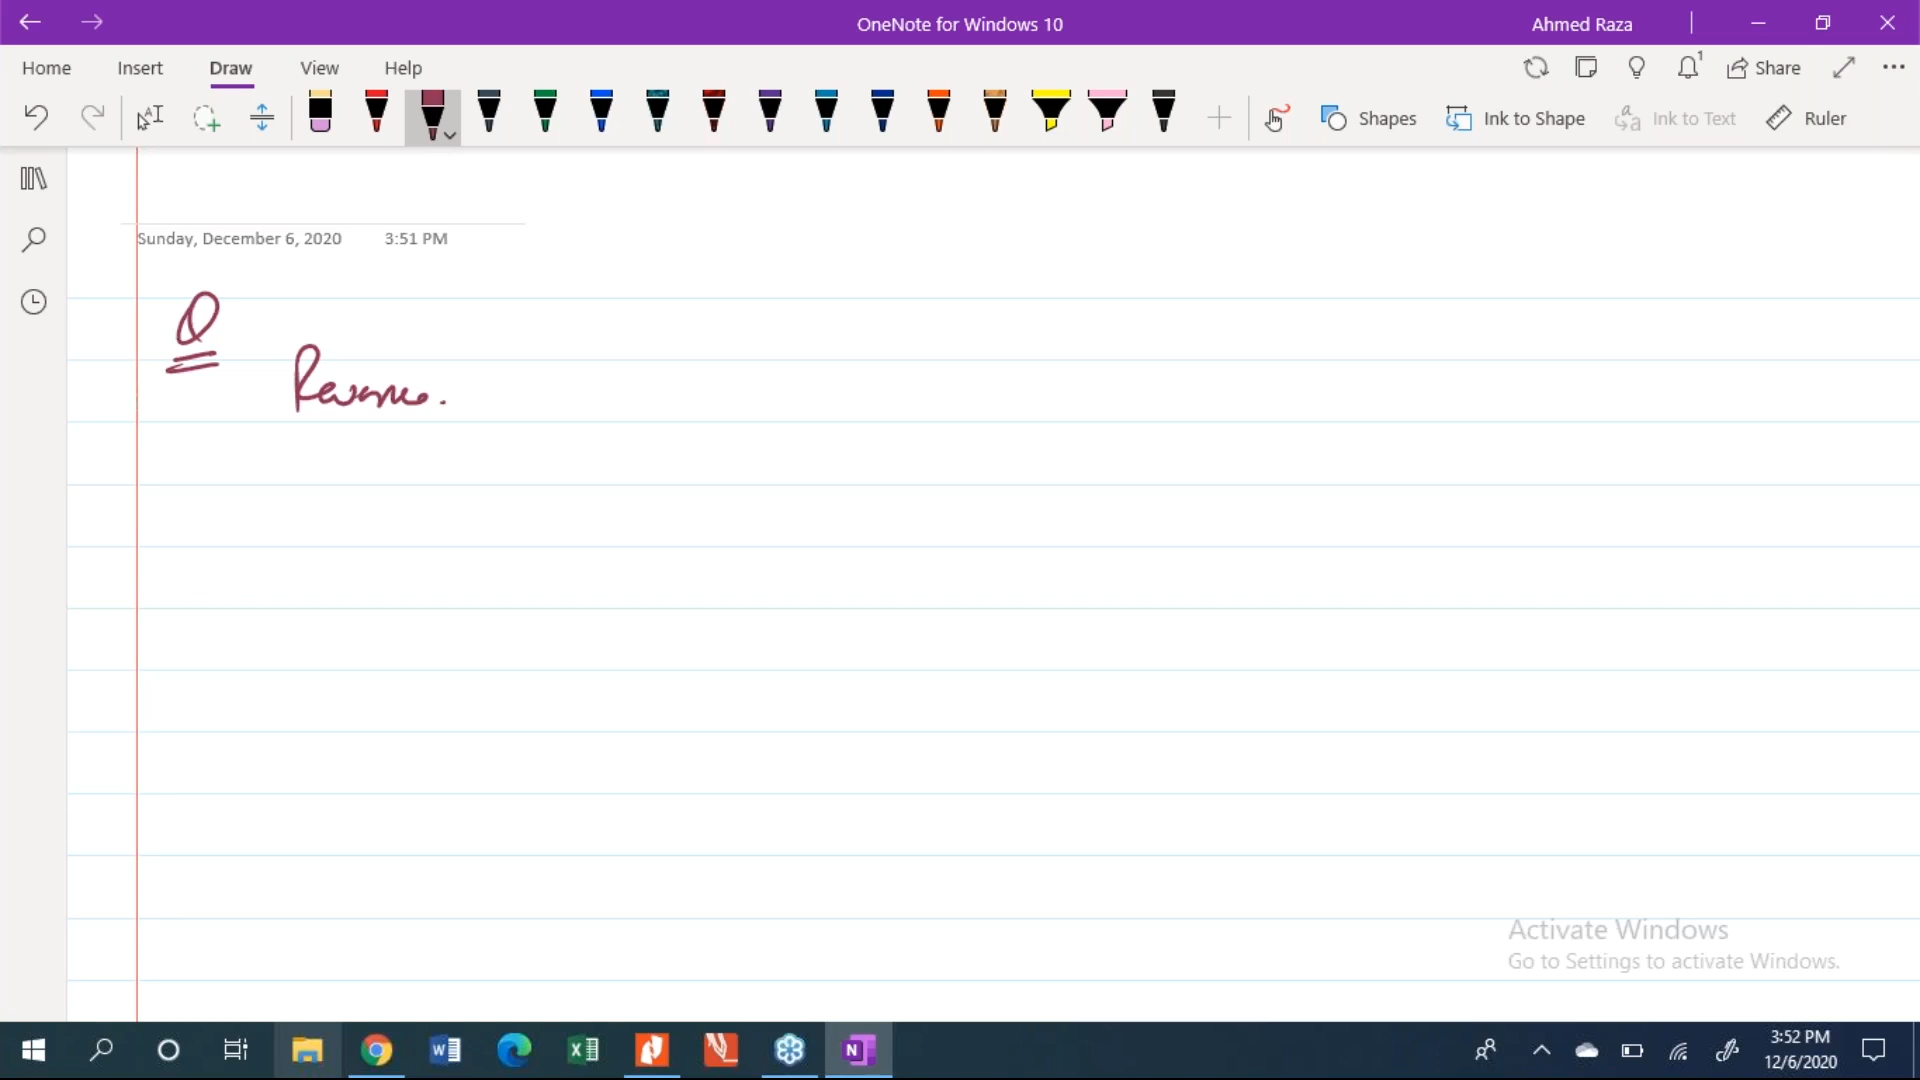 OneNote for Windows 10
Ahmed Raza
Home Insert Draw View Help
1
Share
Shapes
Ink to Shape
Ink to Text
Ruler
Sunday, December 6, 2020 3:51 PM
Q
Revenue.
Activate Windows
Go to Settings to activate Windows.
3:52 PM
12/6/2020